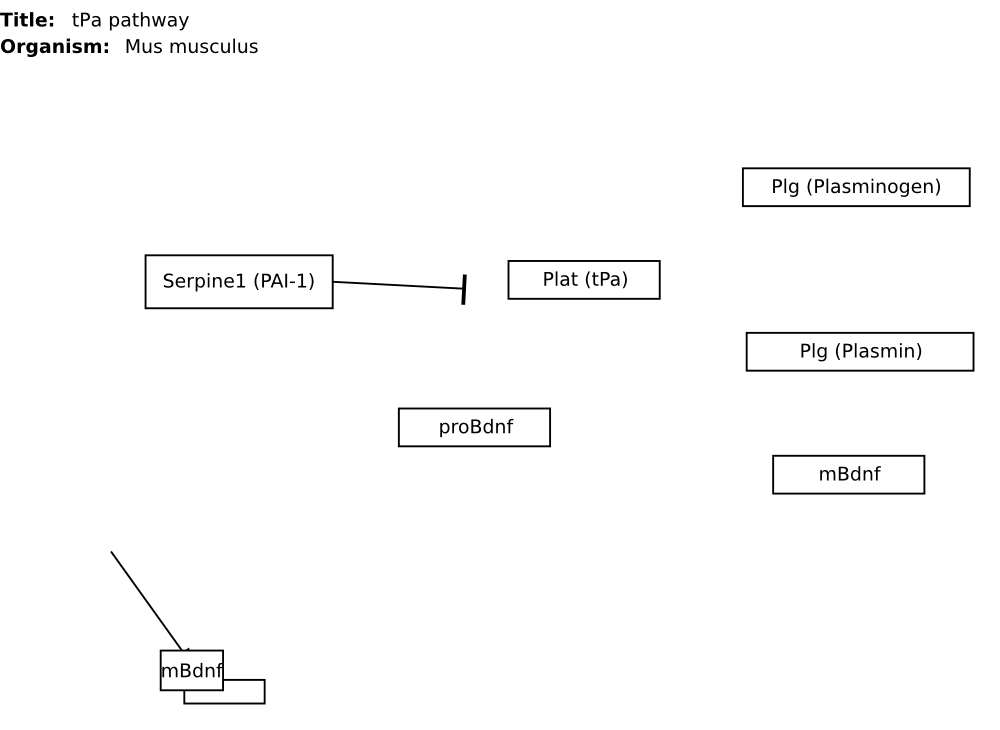 Title: tPa pathway
Organism: Mus musculus
Plg (Plasminogen)
Serpine1 (PAI-1)
Plat (tPa)
Plg (Plasmin)
proBdnf
mBdnf
mBdnf